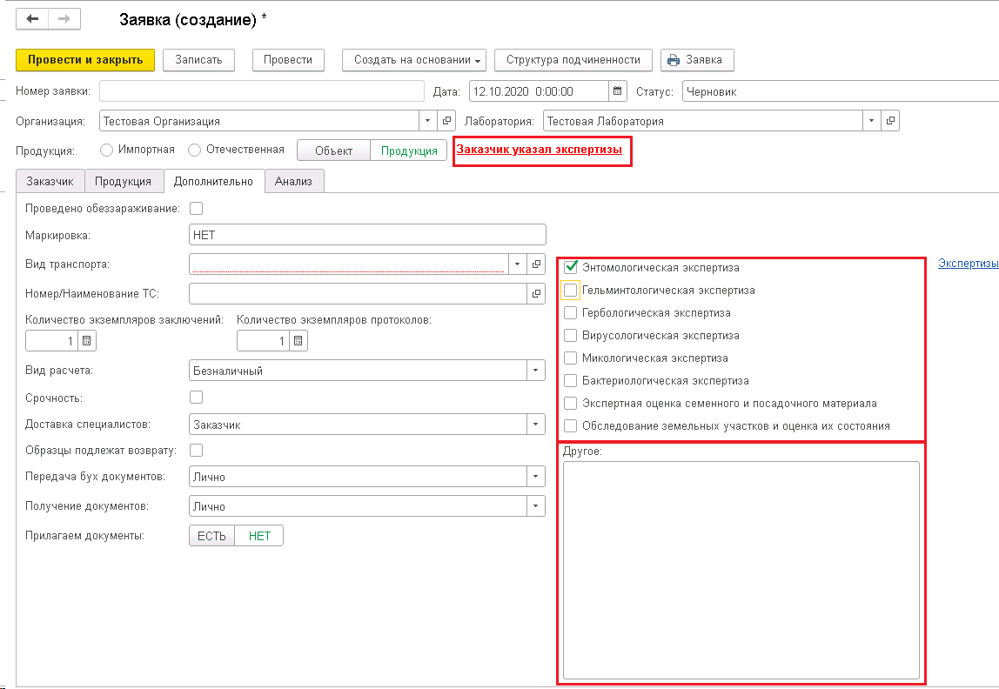 Заявка (создание) *
Провести и закрыть Записать Провести Создать на основании Структура подчиненности Заявка
Номер заявки: Дата: 12.10.2020 0:00:00 Статус: Черновик
Организация: Тестовая Организация Лаборатория: Тестовая Лаборатория
Продукция: Импортная Отечественная Объект Продукция Заказчик указал экспертизы
Заказчик Продукция Дополнительно Анализ
Проведено обеззараживание:
Маркировка: НЕТ
Вид транспорта:
Номер/Наименование ТС:
Количество экземпляров заключений: Количество экземпляров протоколов:
1 1
Вид расчета: Безналичный
Срочность:
Доставка специалистов: Заказчик
Образцы подлежат возврату:
Передача бух документов: Лично
Получение документов: Лично
Прилагаем документы: ЕСТЬ НЕТ
Энтомологическая экспертиза
Гельминтологическая экспертиза
Гербологическая экспертиза
Вирусологическая экспертиза
Микологическая экспертиза
Бактериологическая экспертиза
Экспертная оценка семенного и посадочного материала
Обследование земельных участков и оценка их состояния
Другое:
Экспертизы